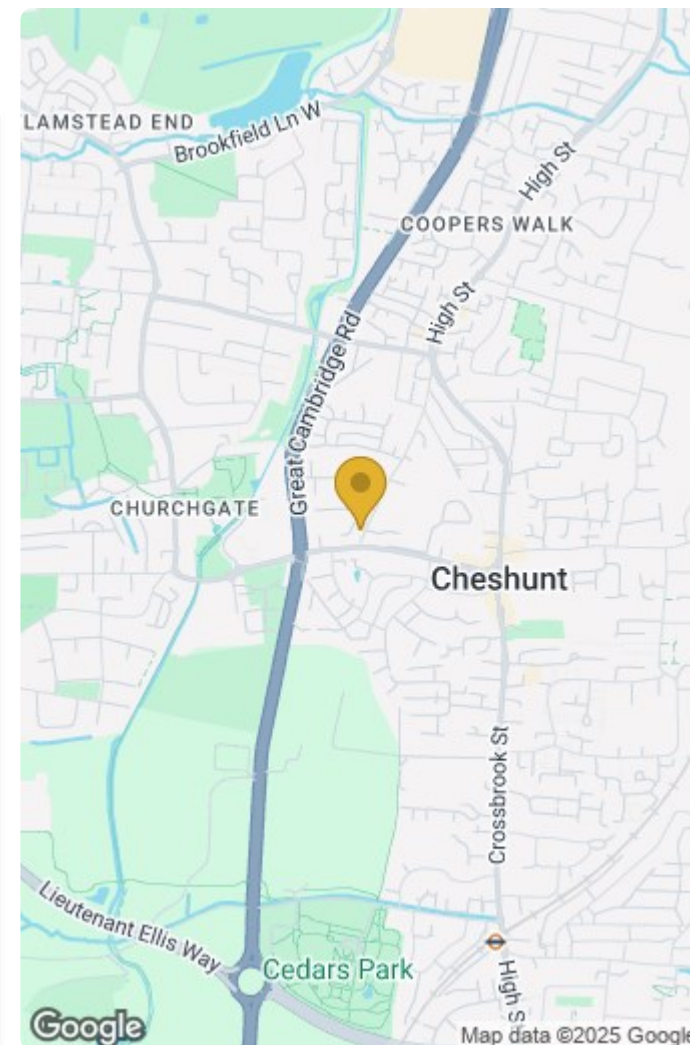 LAMSTEAD END
Brookfield Ln W
High St
COOPERS WALK
High St
Great Cambridge Rd
CHURCHGATE
Cheshunt
Crossbrook St
Lieutenant Ellis Way
Cedars Park
High S
Google
Map data ©2025 Google